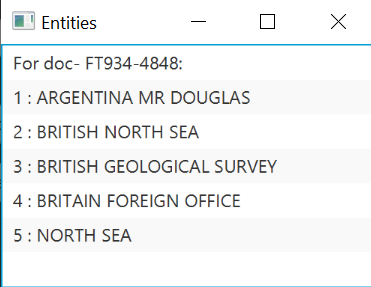 Entities
For doc- FT934-4848:
1 : ARGENTINA MR DOUGLAS
2 : BRITISH NORTH SEA
3 : BRITISH GEOLOGICAL SURVEY
4 : BRITAIN FOREIGN OFFICE
5 : NORTH SEA